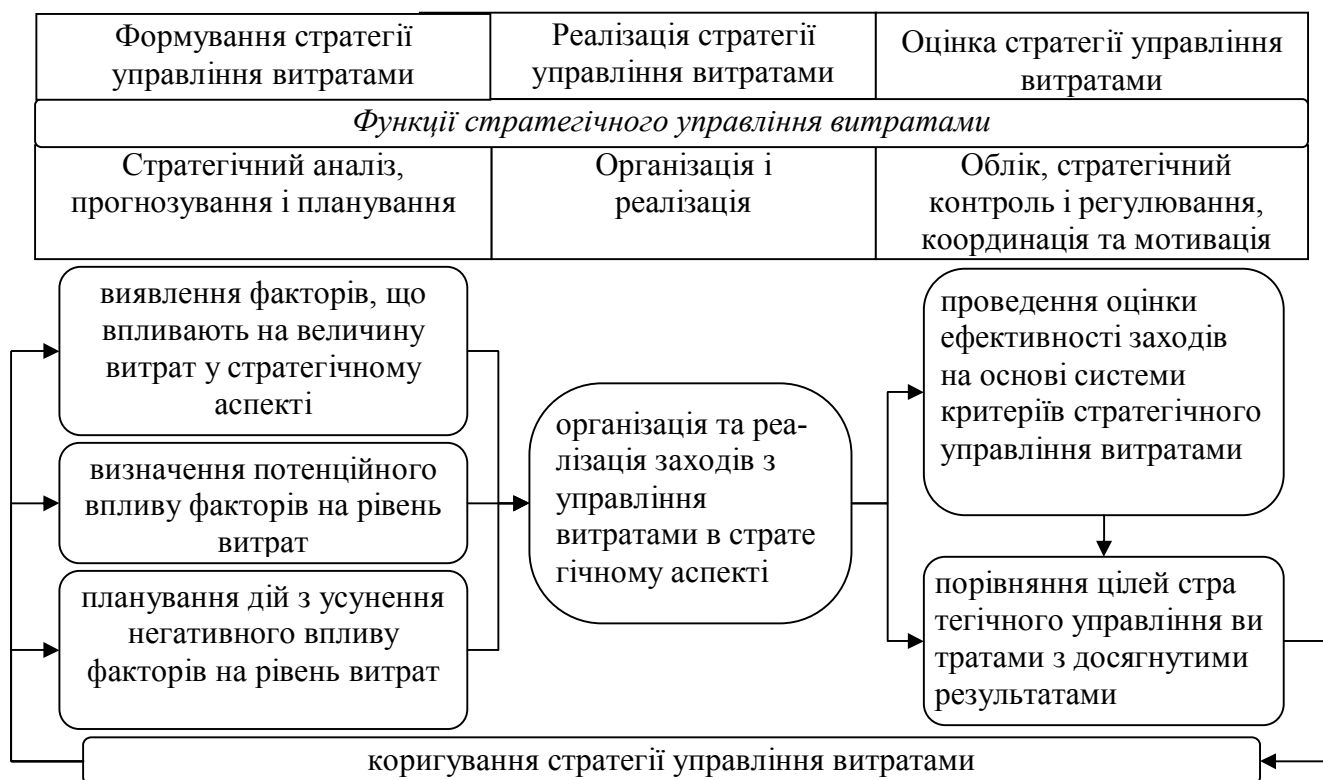 Формування стратегії
управління витратами
Реалізація стратегії
управління витратами
Оцінка стратегії управління
витратами
Функції стратегічного управління витратами
Стратегічний аналіз,
прогнозування і планування
Організація і
реалізація
Облік, стратегічний
контроль і регулювання,
координація та мотивація
виявлення факторів, що
впливають на величину
витрат у стратегічному
аспекті
визначення потенційного
впливу факторів на рівень
витрат
планування дій з усунення
негативного впливу
факторів на рівень витрат
організація та реа-
лізація заходів з
управління
витратами в страте
гічному аспекті
проведення оцінки
ефективності заходів
на основі системи
критеріїв стратегічного
управління витратами
порівняння цілей стра
тегічного управління ви
тратами з досягнутими
результатами
коригування стратегії управління витратами